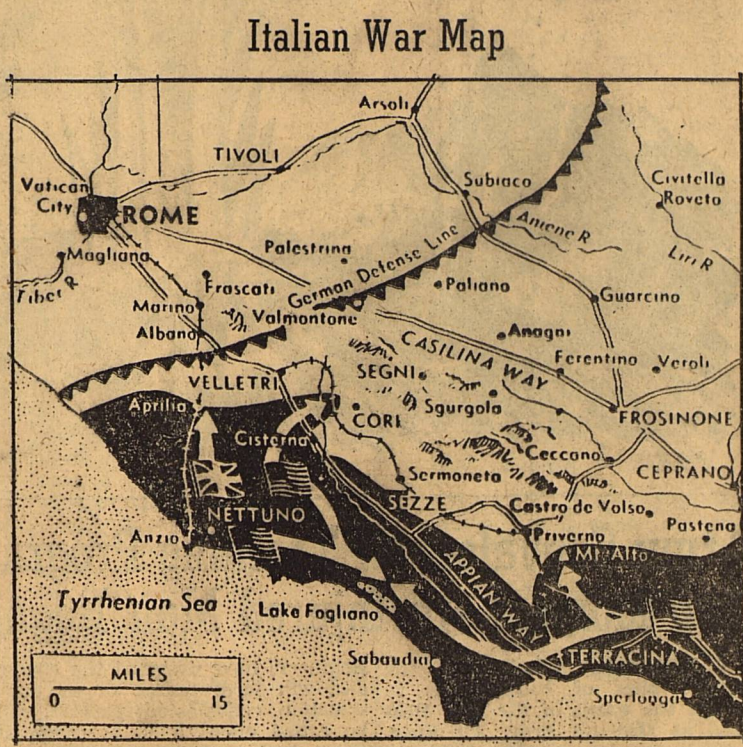 Italian War Map
Arsoli
TIVOLI
Subiaco
Civitella
Roveto
Vatican
City
ROME
Aniene R
Liri R
Magliana
Palestrina
German Defense Line
Tiber R
Frascati
Paliano
Guarcino
Marino
Valmontone
Albano
Anagni
CASILINA WAY
Ferentino
Veroli
VELLETRI
SEGNI
Aprilia
Sgurgola
CORI
FROSINONE
Cisterna
Ceccano
CEPRANO
Sermoneta
NETTUNO
SEZZE
Castro de Volso
Pastena
Anzio
Priverno
Mt Alto
APPIAN WAY
Tyrrhenian Sea
Lake Fogliano
Sabaudia
TERRACINA
Sperlonga
MILES
0 15